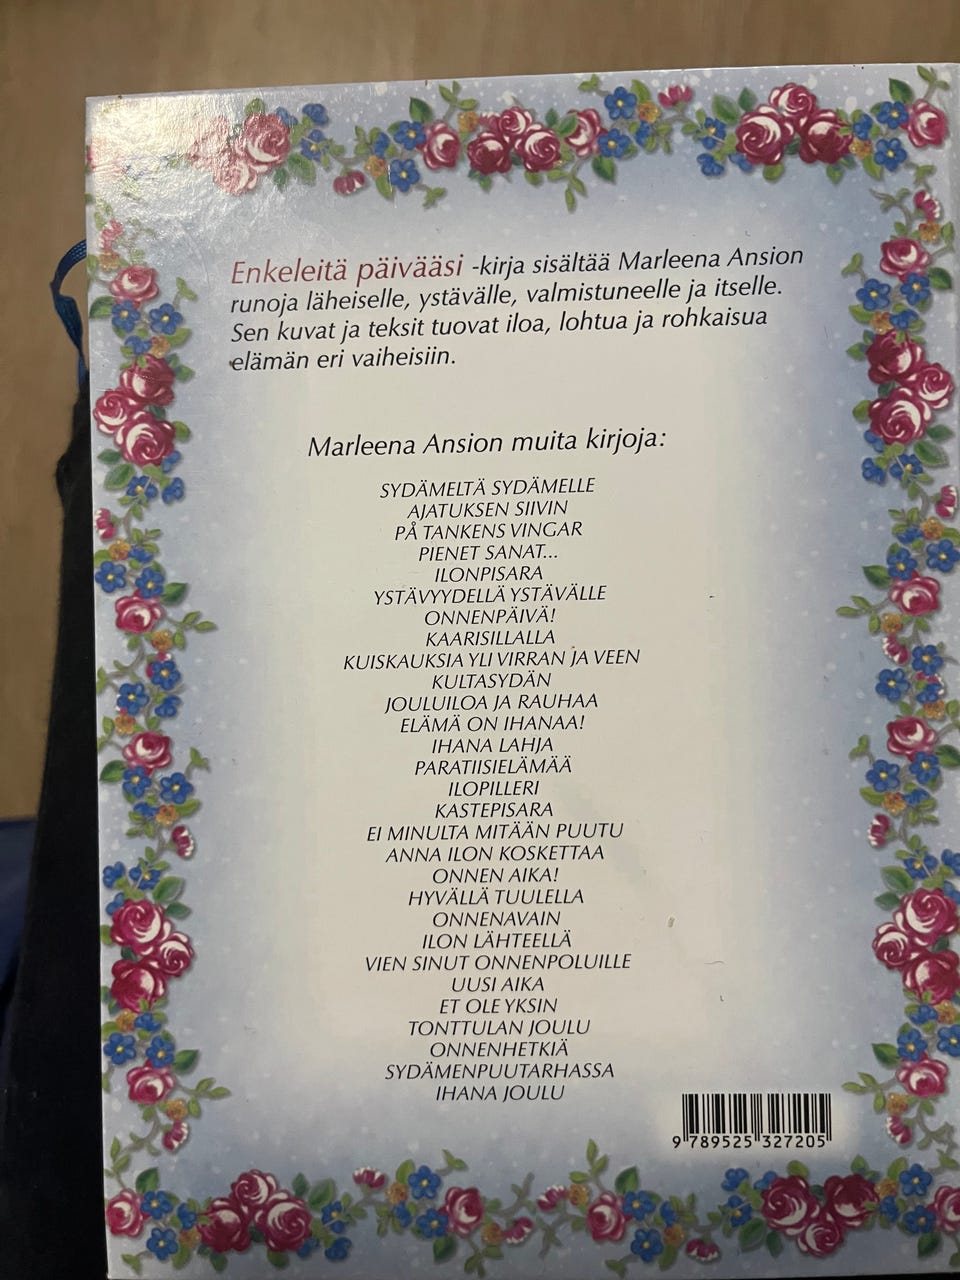 Enkeleitä päivääsi -kirja sisältää Marleena Ansion
runoja läheiselle, ystävälle, valmistuneelle ja itselle.
Sen kuvat ja teksit tuovat iloa, lohtua ja rohkaisua
elämän eri vaiheisiin.
Marleena Ansion muita kirjoja:
SYDÄMELTÄ SYDÄMELLE
AJATUKSEN SIIVIN
PÅ TANKENS VINGAR
PIENET SANAT...
ILONPISARA
YSTÄVYYDELLÄ YSTÄVÄLLE
ONNENPÄIVÄ!
KAARISILLALLA
KUISKAUKSIA YLI VIRRAN JA VEEN
KULTASYDÄN
JOULUILOA JA RAUHAA
ELÄMÄ ON IHANAA!
IHANA LAHJA
PARATIISIELÄMÄÄ
ILOPILLERI
KASTEPISARA
EI MINULTA MITÄÄN PUUTU
ANNA ILON KOSKETTAA
ONNEN AIKA!
HYVÄLLÄ TUULELLA
ONNENAVAIN
ILON LÄHTEELLÄ
VIEN SINUT ONNENPOLUILLE
UUSI AIKA
ET OLE YKSIN
TONTTULAN JOULU
ONNENHETKIÄ
SYDÄMENPUUTARHASSA
IHANA JOULU
9 789525 327205